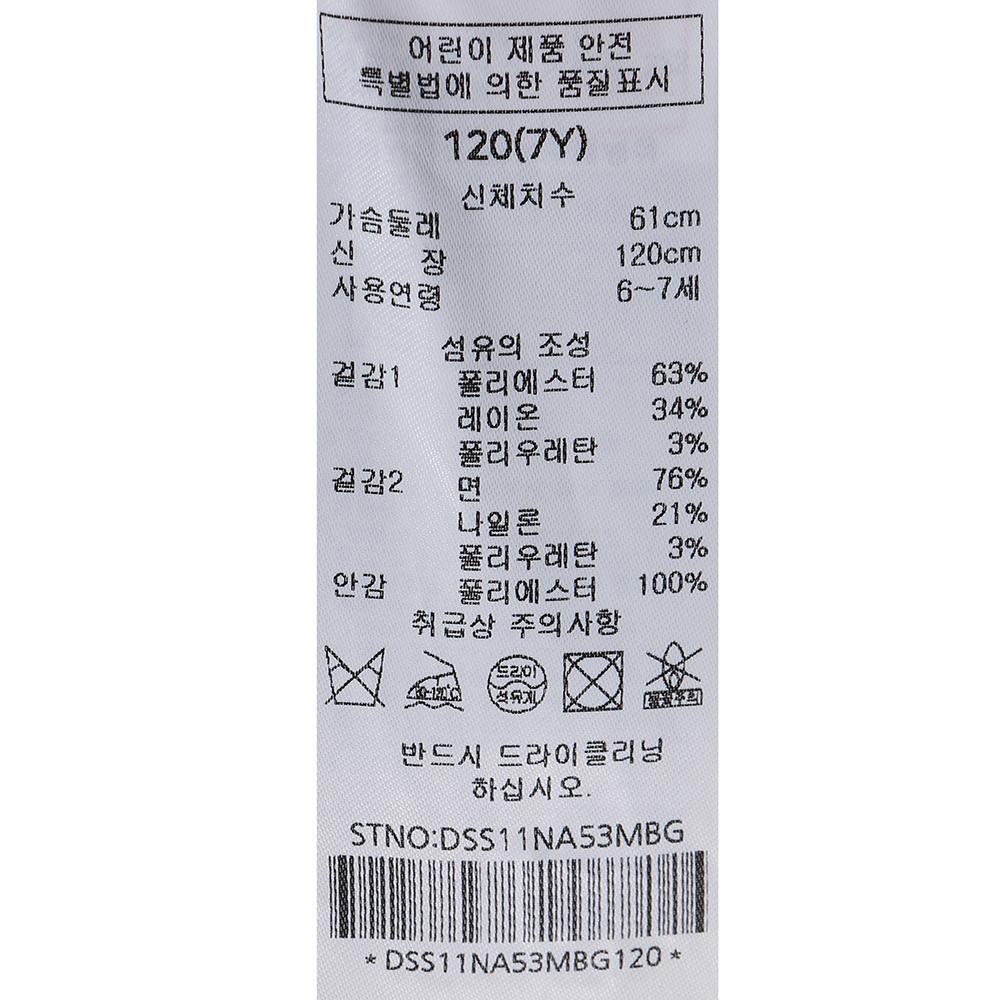 어린이 제품 안전
특별법에 의한 품질표시
120(7Y)
신체치수
가슴둘레 61cm
신 장 120cm
사용연령 6~7세
섬유의 조성
겉감1 폴리에스터 63%
레이온 34%
폴리우레탄 3%
겉감2 면 76%
나일론 21%
폴리우레탄 3%
안감 폴리에스터 100%
취급상 주의사항
드라이
석유계
반드시 드라이클리닝
하십시오.
STNO:DSS11NA53MBG
*DSS11NA53MBG120*